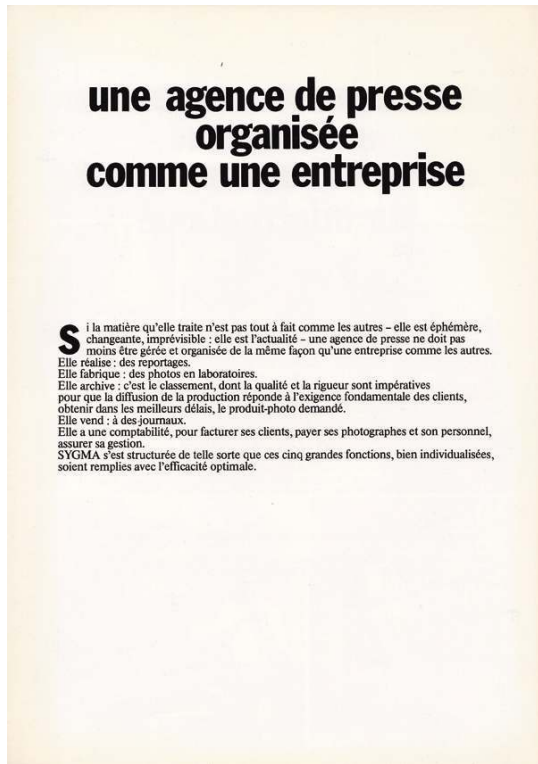 une agence de presse
organisée
comme une entreprise
Si la matière qu'elle traite n'est pas tout à fait comme les autres – elle est éphémère,
changeante, imprévisible : elle est l'actualité – une agence de presse ne doit pas
moins être gérée et organisée de la même façon qu'une entreprise comme les autres.
Elle réalise : des reportages.
Elle fabrique : des photos en laboratoires.
Elle archive : c'est le classement, dont la qualité et la rigueur sont impératives
pour que la diffusion de la production réponde à l'exigence fondamentale des clients,
obtenir dans les meilleurs délais, le produit-photo demandé.
Elle vend : à des journaux.
Elle a une comptabilité, pour facturer ses clients, payer ses photographes et son personnel,
assurer sa gestion.
SYGMA s'est structurée de telle sorte que ces cinq grandes fonctions, bien individualisées,
soient remplies avec l'efficacité optimale.